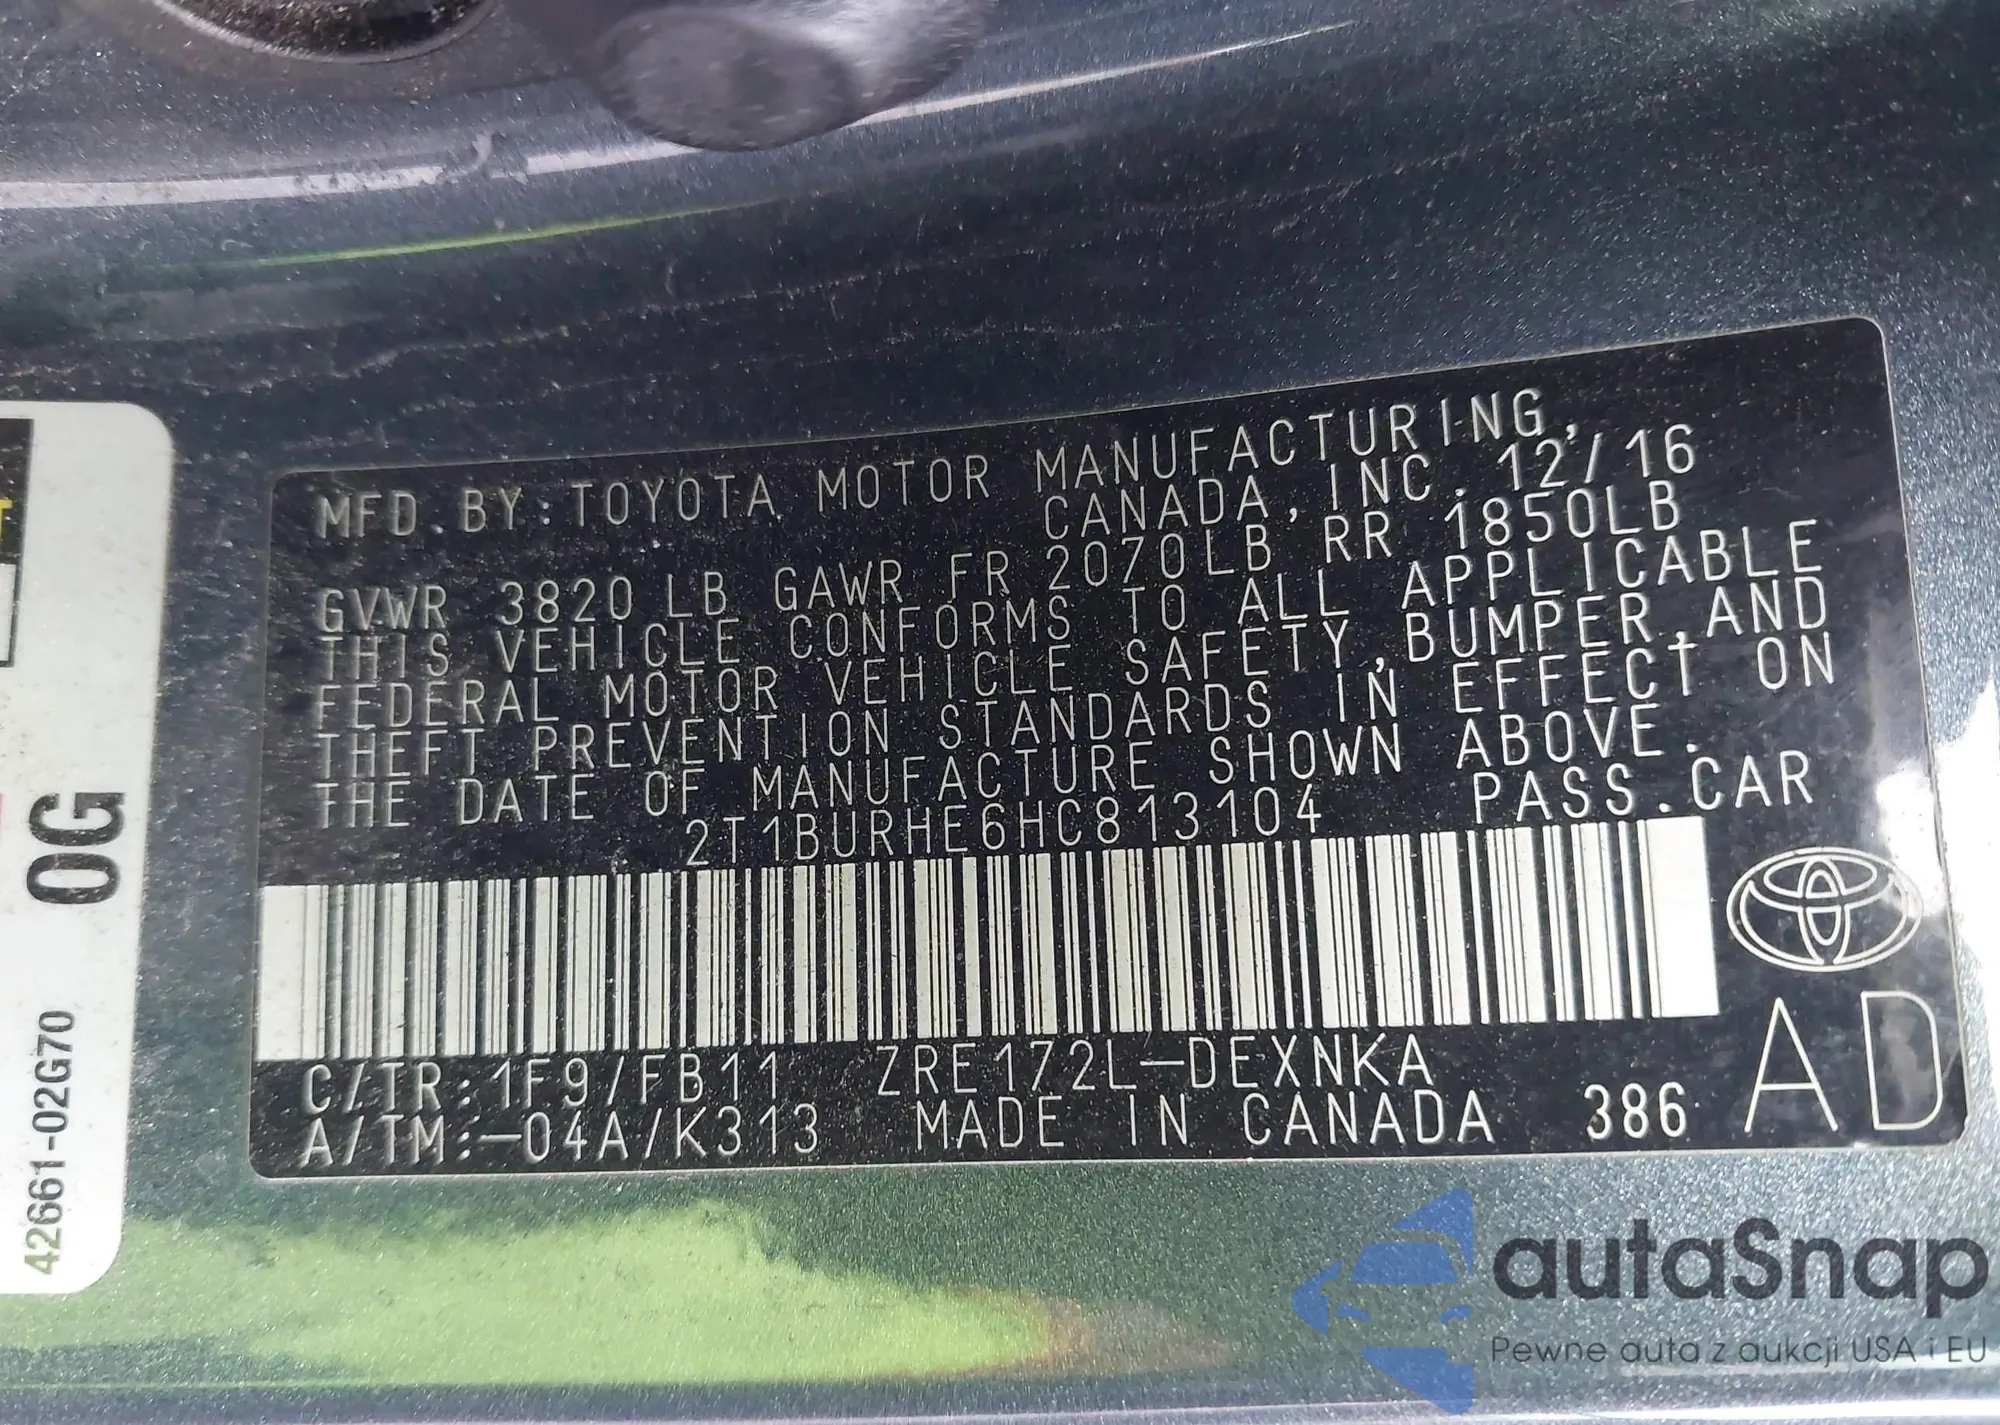 MFD.BY:TOYOTA MOTOR MANUFACTURING,
CANADA,INC. 12/16
GVWR 3820LB GAWR FR 2070LB RR 1850LB
THIS VEHICLE CONFORMS TO ALL APPLICABLE
FEDERAL MOTOR VEHICLE SAFETY,BUMPER,AND
THEFT PREVENTION STANDARDS IN EFFECT ON
THE DATE OF MANUFACTURE SHOWN ABOVE.
2T1BURHE6HC813104 PASS.CAR
C/TR:1F9/FB11 ZRE172L-DEXNKA
A/TM:-04A/K313 MADE IN CANADA 386
AD
0G
42661-02G70
autaSnap
Pewne auta z aukcji USA i EU